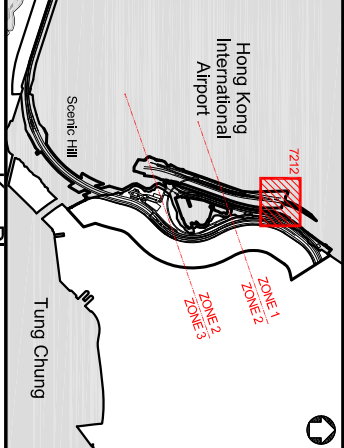 Hong Kong
International
Airport
7212
Scenic Hill
ZONE 1
ZONE 2
ZONE 2
ZONE 3
Tung Chung